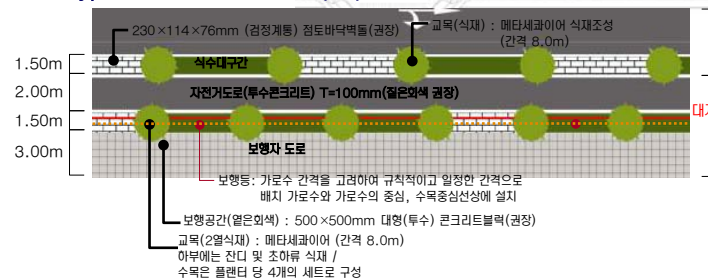 230×114×76mm (검정계통) 점토바닥벽돌(권장)
교목(식재) : 메타세콰이어 식재조성
(간격 8.0m)
1.50m
식수대구간
2.00m
자전거도로(투수콘크리트) T=100mm(짙은회색 권장)
1.50m
3.00m
보행자 도로
보행등: 가로수 간격을 고려하여 규칙적이고 일정한 간격으로
배치 가로수와 가로수의 중심, 수목중심선상에 설치
보행공간(옅은회색) : 500×500mm 대형(투수) 콘크리트블럭(권장)
교목(2열식재) : 메타세콰이어 (간격 8.0m)
하부에는 잔디 및 초하류 식재 /
수목은 플랜터 당 4개의 세트로 구성